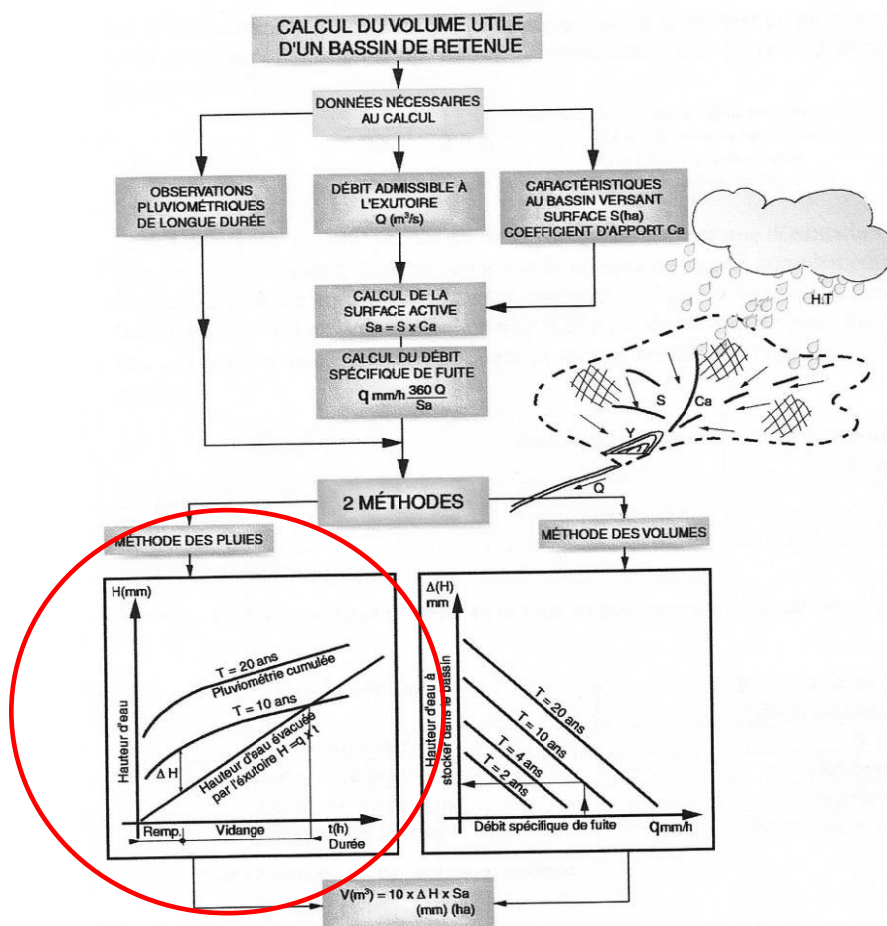 CALCUL DU VOLUME UTILE
D'UN BASSIN DE RETENUE
DONNÉES NÉCESSAIRES
AU CALCUL
OBSERVATIONS
PLUVIOMÉTRIQUES
DE LONGUE DURÉE
DÉBIT ADMISSIBLE À
L'EXUTOIRE
Q (m³/s)
CARACTÉRISTIQUES
AU BASSIN VERSANT
SURFACE S(ha)
COEFFICIENT D'APPORT Ca
H.T
CALCUL DE LA
SURFACE ACTIVE
Sa = S x Ca
CALCUL DU DÉBIT
SPÉCIFIQUE DE FUITE
q mm/h 360 Q
Sa
S
Ca
Y
Q
2 MÉTHODES
MÉTHODE DES PLUIES
MÉTHODE DES VOLUMES
H(mm)
Hauteur d'eau
T = 20 ans
Pluviométrie cumulée
T = 10 ans
Δ H
Hauteur d'eau évacuée
par l'éxutoire H =q x t
Remp.
Vidange
t(h)
Durée
Δ(H)
mm
Hauteur d'eau à
stocker dans le bassin
T = 20 ans
T = 10 ans
T = 4 ans
T = 2 ans
Débit spécifique de fuite
q mm/h
V(m³) = 10 x Δ H x Sa
(mm) (ha)